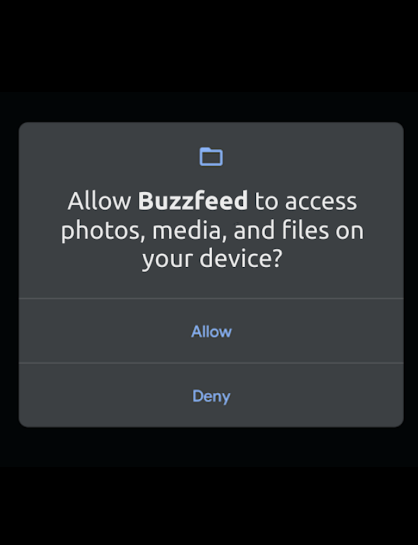 Allow Buzzfeed to access
photos, media, and files on
your device?
Allow
Deny